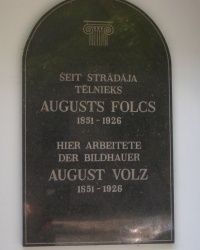 ŠEIT STRĀDĀJA
TĒLNIEKS
AUGUSTS FOLCS
1851 - 1926
HIER ARBEITETE
DER BILDHAUER
AUGUST VOLZ
1851 - 1926